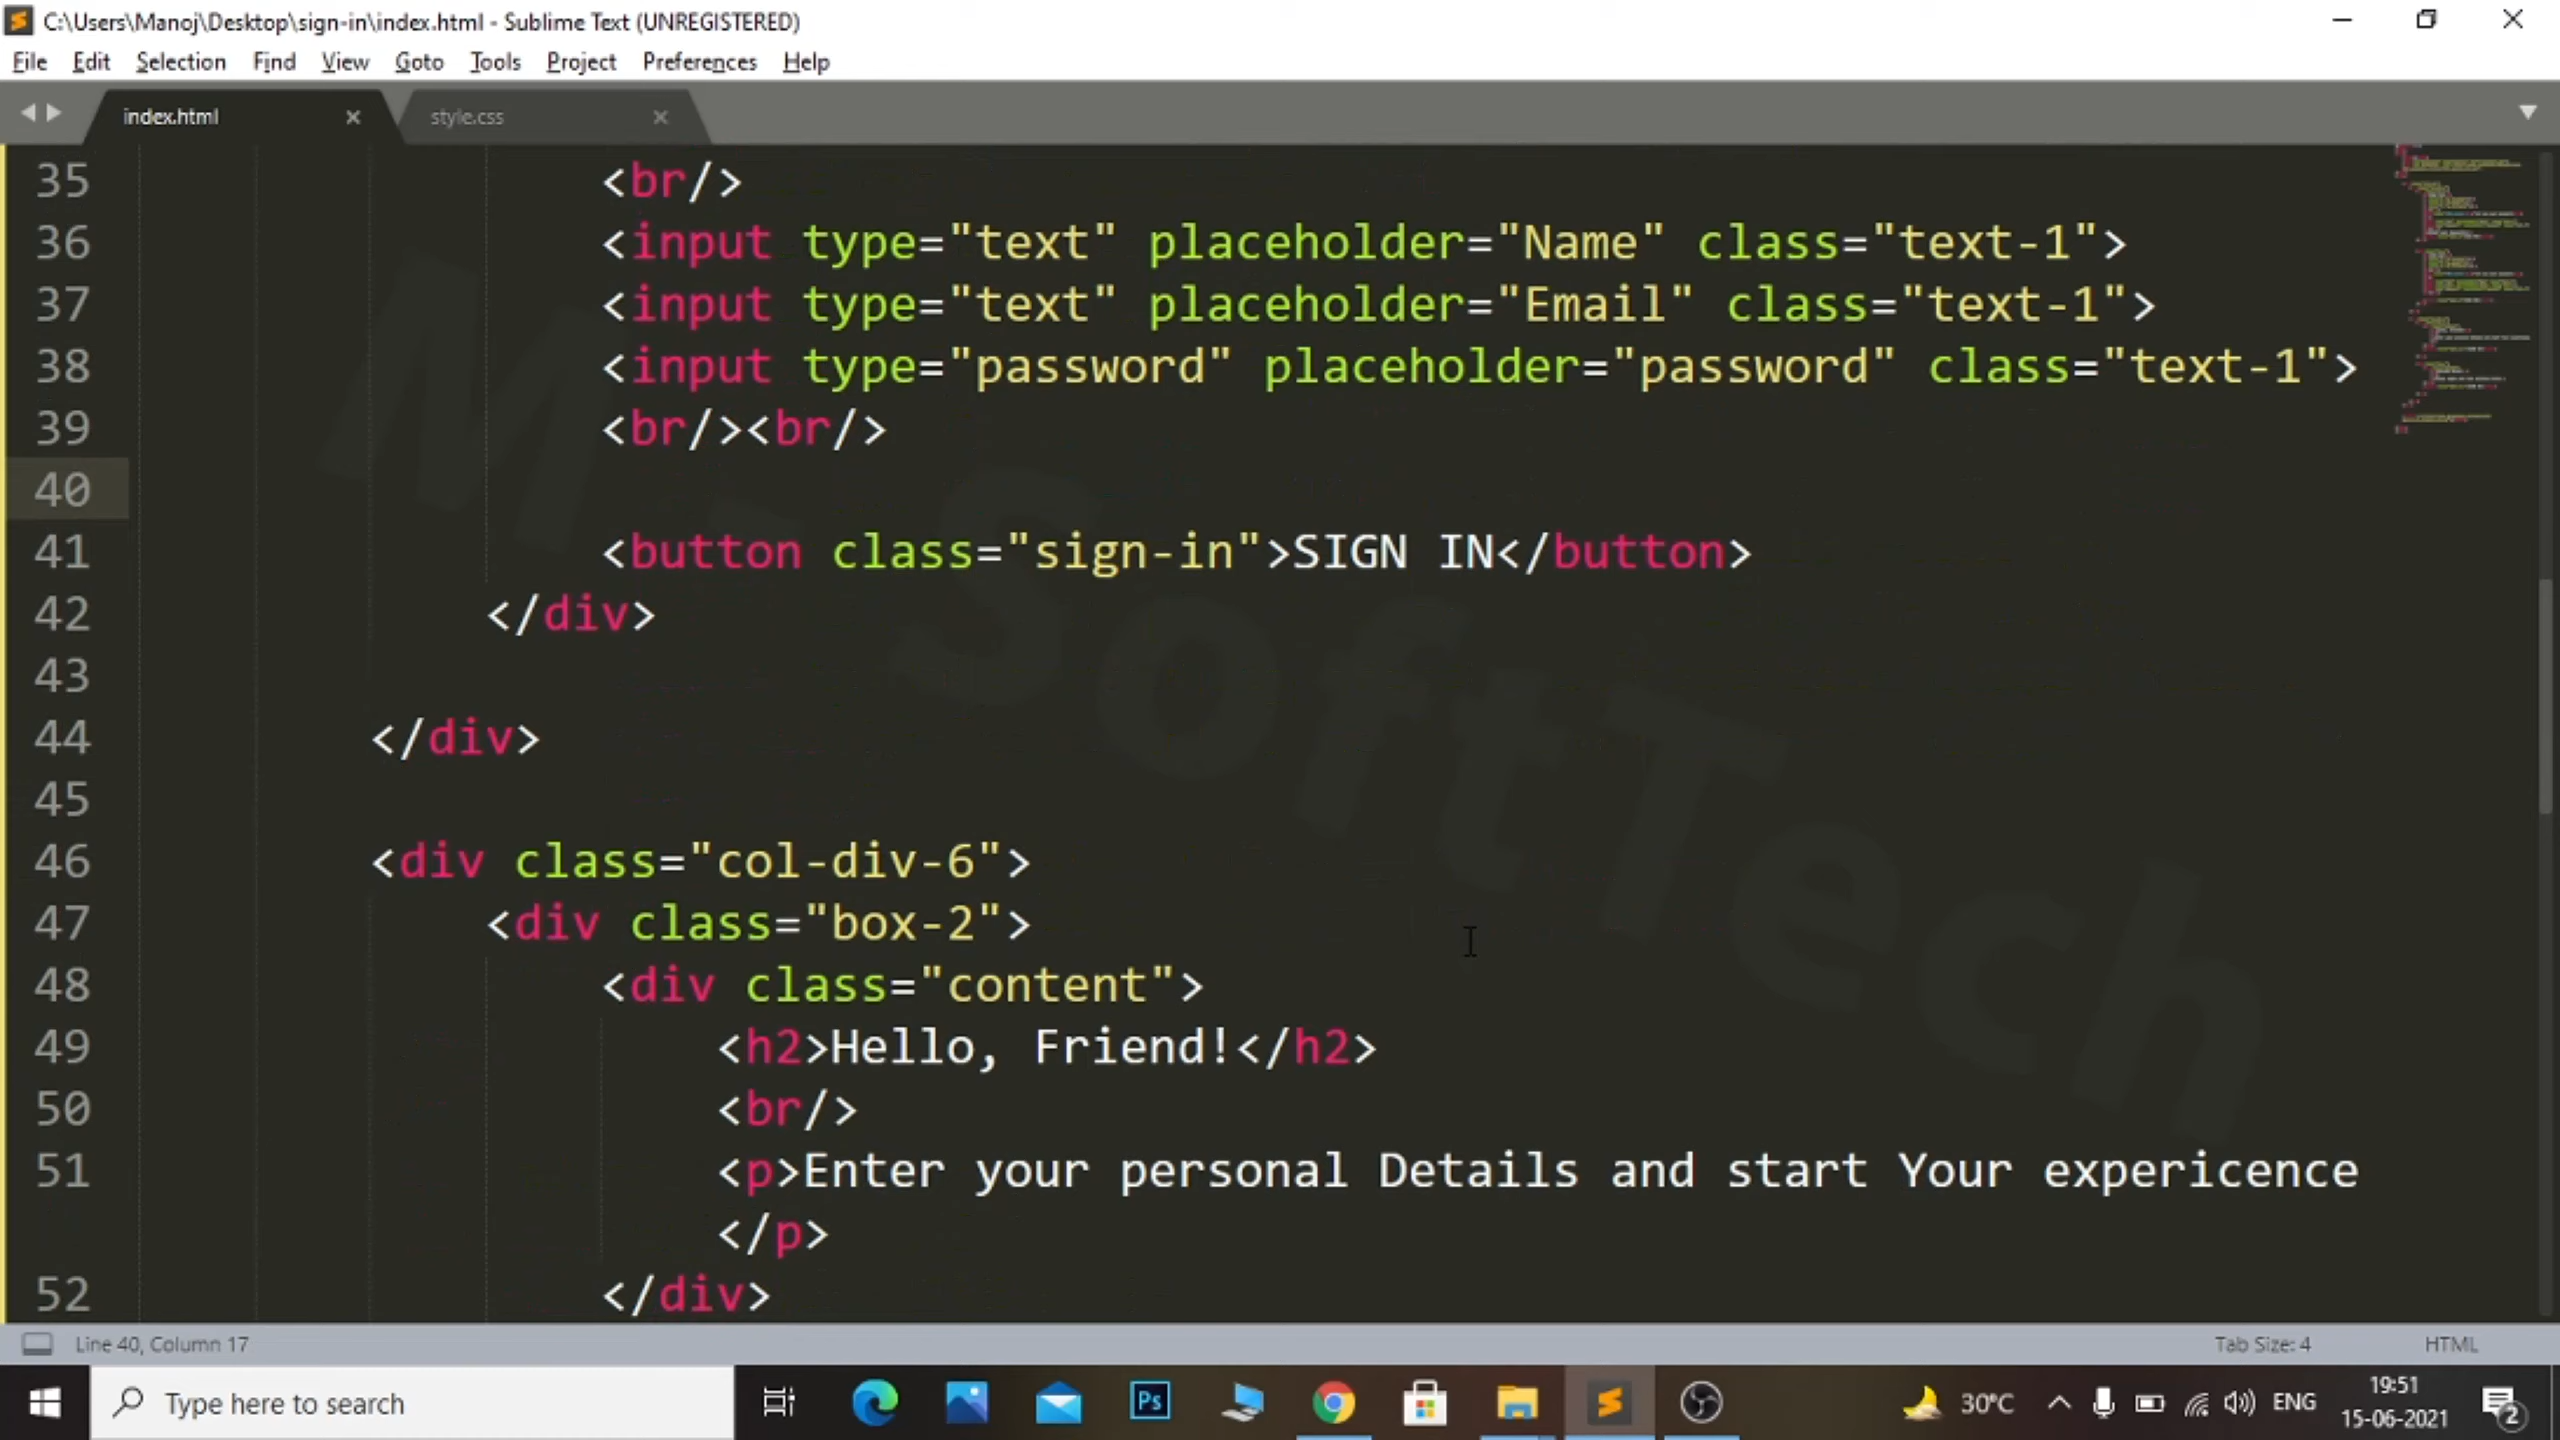 C:\Users\Manoj\Desktop\sign-in\index.html - Sublime Text (UNREGISTERED)
File Edit Selection Find View Goto Tools Project Preferences Help
index.html × style.css ×
35 <br/>
36 <input type="text" placeholder="Name" class="text-1">
37 <input type="text" placeholder="Email" class="text-1">
38 <input type="password" placeholder="password" class="text-1">
39 <br/><br/>
40
41 <button class="sign-in">SIGN IN</button>
42 </div>
43
44 </div>
45
46 <div class="col-div-6">
47 <div class="box-2">
48 <div class="content">
49 <h2>Hello, Friend!</h2>
50 <br/>
51 <p>Enter your personal Details and start Your expericence
</p>
52 </div>
M - SoftTech
Line 40, Column 17 Tab Size: 4 HTML
Type here to search Ps 30°C ENG 19:51
15-06-2021 2